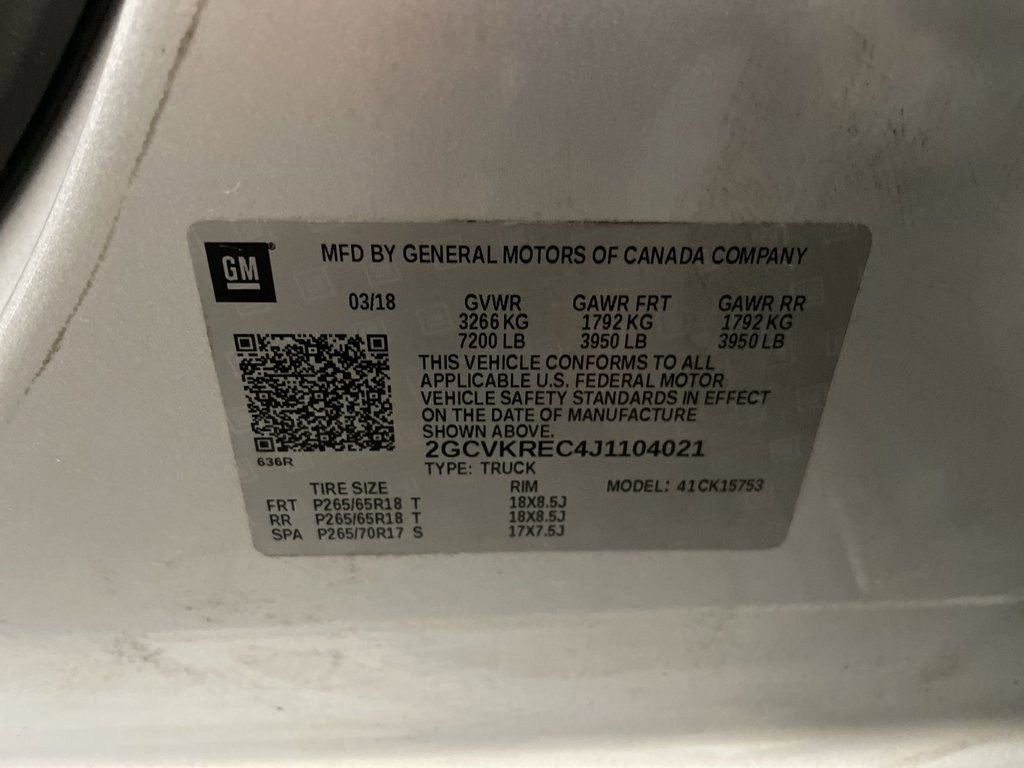 GM ® MFD BY GENERAL MOTORS OF CANADA COMPANY
03/18 GVWR GAWR FRT GAWR RR
3266 KG 1792 KG 1792 KG
7200 LB 3950 LB 3950 LB
THIS VEHICLE CONFORMS TO ALL
APPLICABLE U.S. FEDERAL MOTOR
VEHICLE SAFETY STANDARDS IN EFFECT
ON THE DATE OF MANUFACTURE
SHOWN ABOVE.
2GCVKREC4J1104021
636R TYPE: TRUCK
TIRE SIZE RIM MODEL: 41CK15753
FRT P265/65R18 T 18X8.5J
RR P265/65R18 T 18X8.5J
SPA P265/70R17 S 17X7.5J